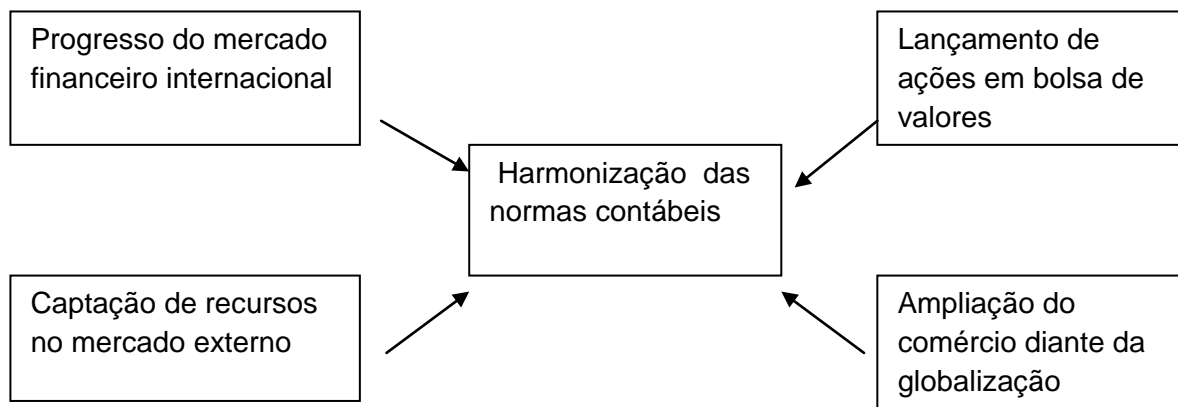 Progresso do mercado
financeiro internacional
Lançamento de
ações em bolsa de
valores
Harmonização das
normas contábeis
Captação de recursos
no mercado externo
Ampliação do
comércio diante da
globalização